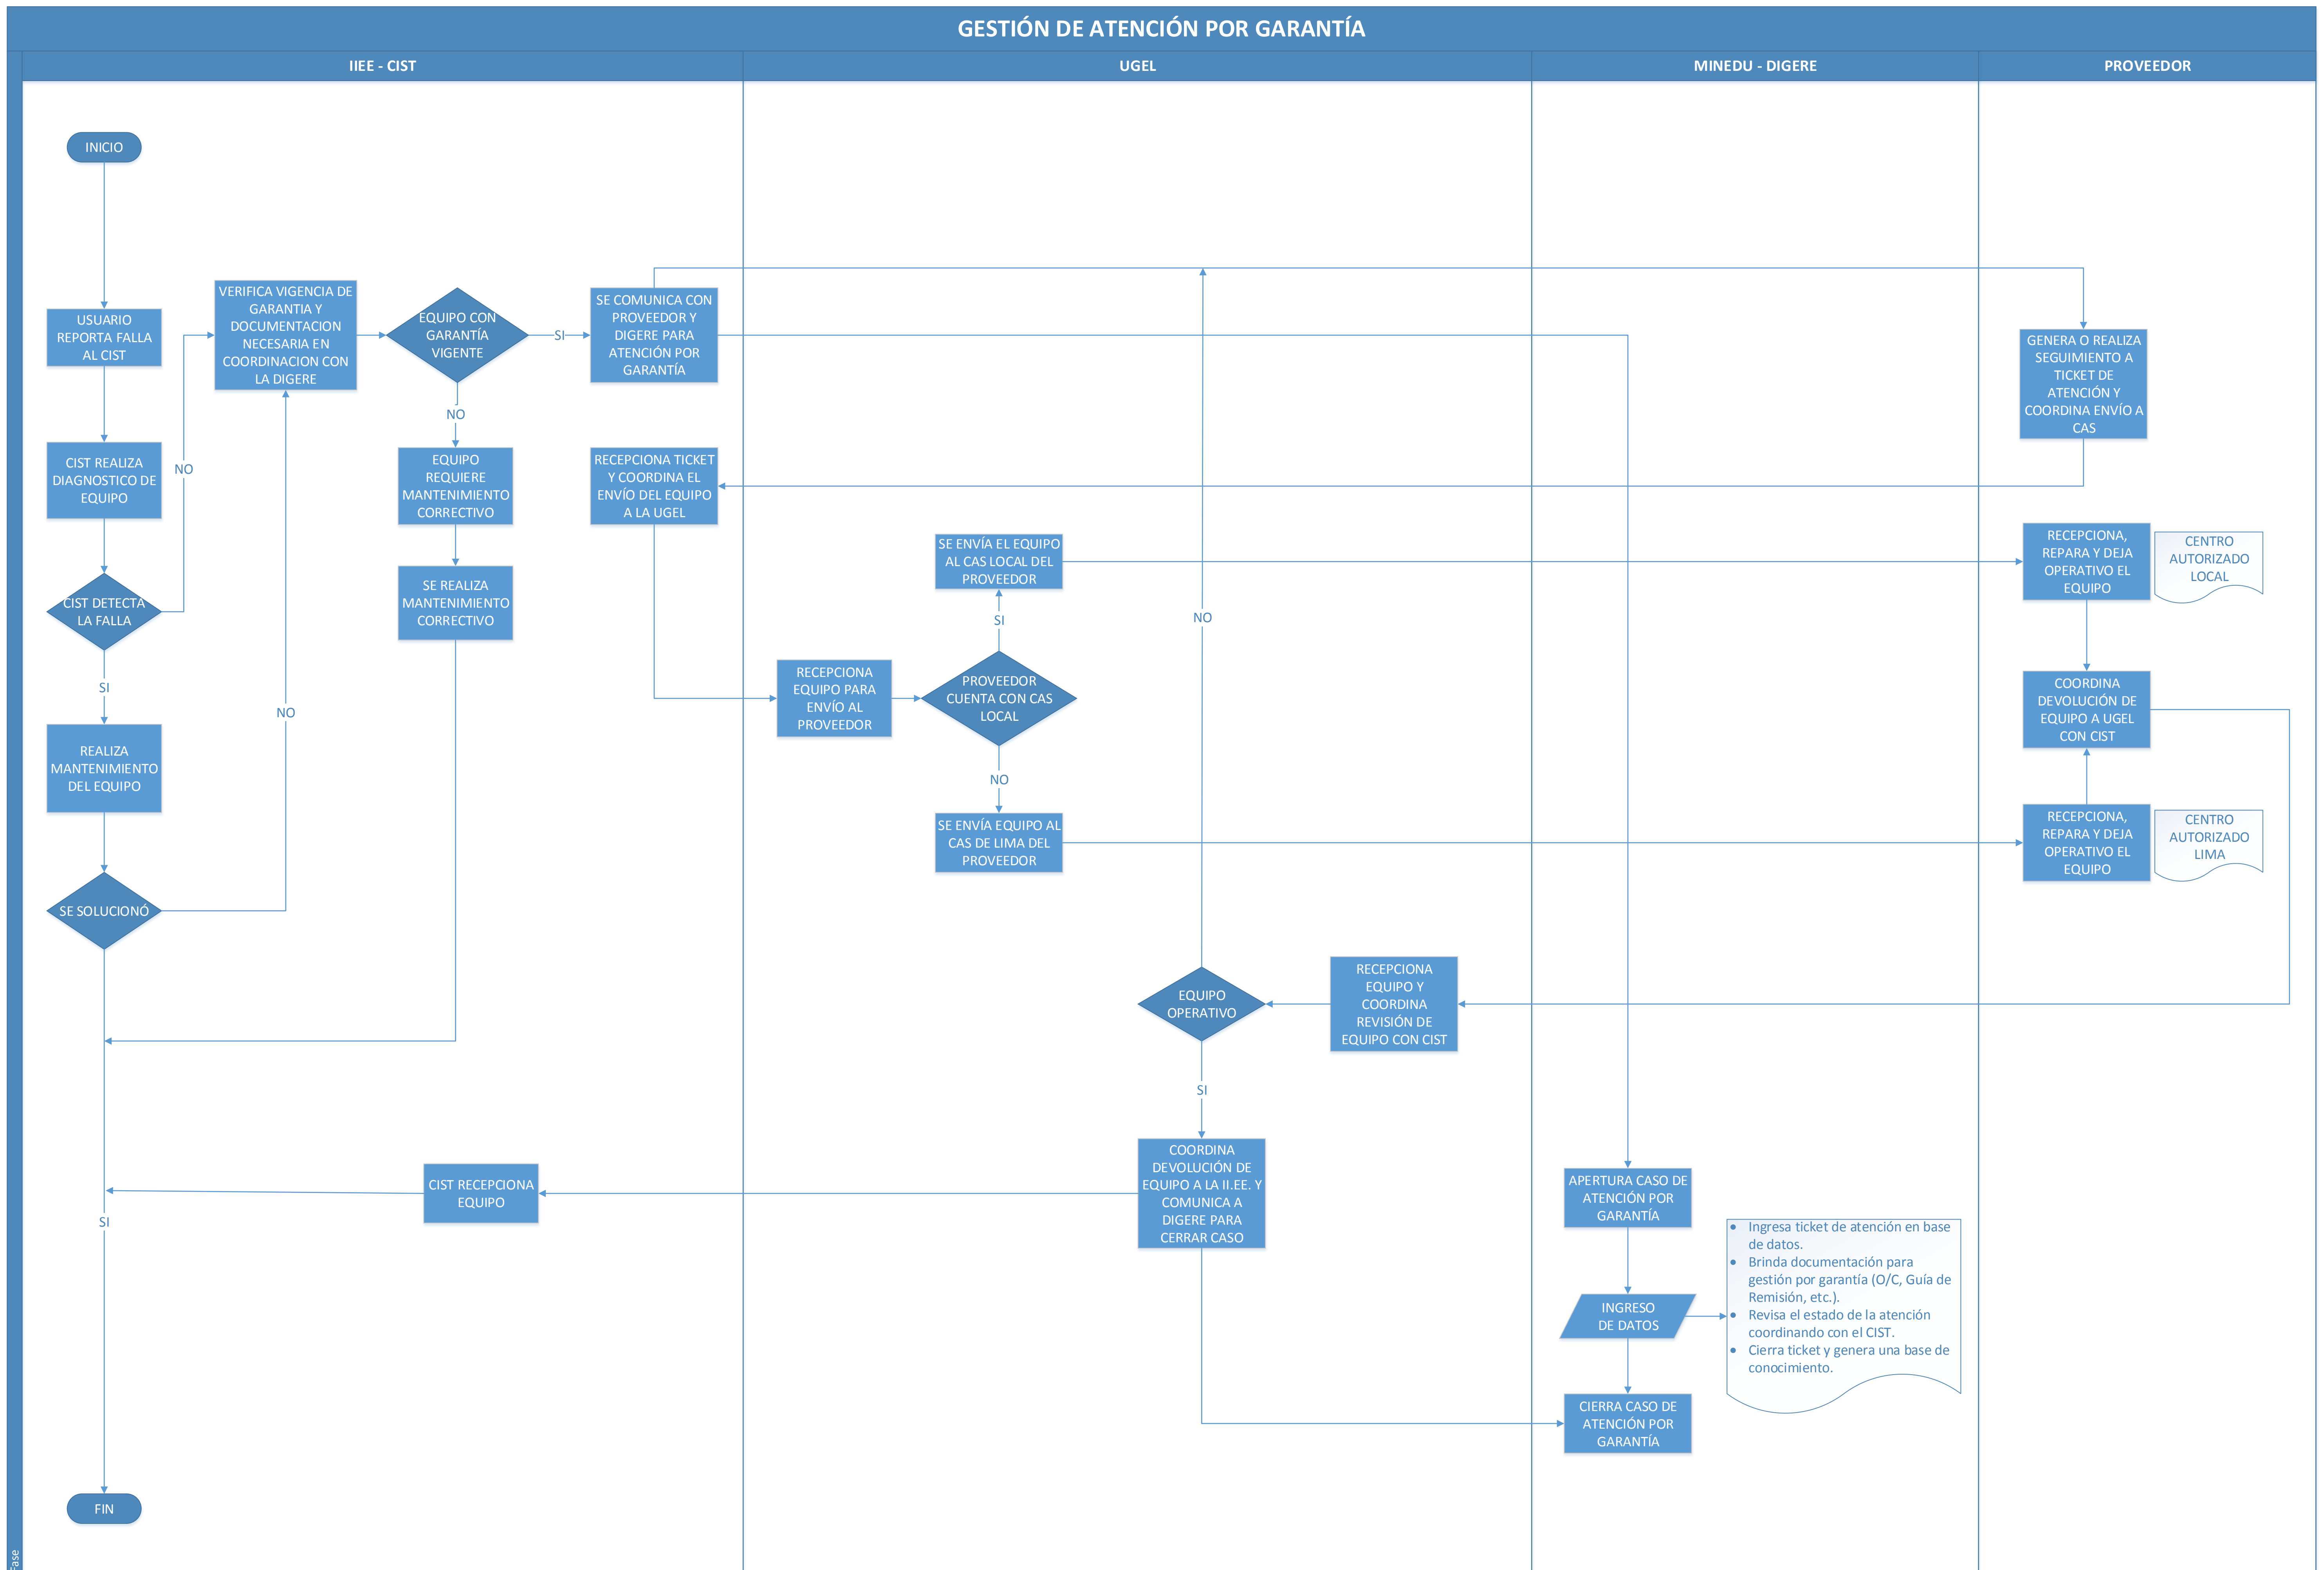 GESTIÓN DE ATENCIÓN POR GARANTÍA
IIEE - CIST
UGEL
MINEDU - DIGERE
PROVEEDOR
INICIO
USUARIO
REPORTA FALLA
AL CIST
CIST REALIZA
DIAGNOSTICO DE
EQUIPO
CIST DETECTA
LA FALLA
NO
SI
REALIZA
MANTENIMIENTO
DEL EQUIPO
SE SOLUCIONÓ
NO
SI
FIN
VERIFICA VIGENCIA DE
GARANTIA Y
DOCUMENTACION
NECESARIA EN
COORDINACION CON
LA DIGERE
EQUIPO CON
GARANTÍA
VIGENTE
SI
NO
EQUIPO
REQUIERE
MANTENIMIENTO
CORRECTIVO
SE REALIZA
MANTENIMIENTO
CORRECTIVO
SE COMUNICA CON
PROVEEDOR Y
DIGERE PARA
ATENCIÓN POR
GARANTÍA
RECEPCIONA TICKET
Y COORDINA EL
ENVÍO DEL EQUIPO
A LA UGEL
CIST RECEPCIONA
EQUIPO
RECEPCIONA
EQUIPO PARA
ENVÍO AL
PROVEEDOR
PROVEEDOR
CUENTA CON CAS
LOCAL
SI
SE ENVÍA EL EQUIPO
AL CAS LOCAL DEL
PROVEEDOR
NO
SE ENVÍA EQUIPO AL
CAS DE LIMA DEL
PROVEEDOR
NO
EQUIPO
OPERATIVO
SI
RECEPCIONA
EQUIPO Y
COORDINA
REVISIÓN DE
EQUIPO CON CIST
COORDINA
DEVOLUCIÓN DE
EQUIPO A LA II.EE. Y
COMUNICA A
DIGERE PARA
CERRAR CASO
APERTURA CASO DE
ATENCIÓN POR
GARANTÍA
INGRESO
DE DATOS
CIERRA CASO DE
ATENCIÓN POR
GARANTÍA
• Ingresa ticket de atención en base
de datos.
• Brinda documentación para
gestión por garantía (O/C, Guía de
Remisión, etc.).
• Revisa el estado de la atención
coordinando con el CIST.
• Cierra ticket y genera una base de
conocimiento.
GENERA O REALIZA
SEGUIMIENTO A
TICKET DE
ATENCIÓN Y
COORDINA ENVÍO A
CAS
RECEPCIONA,
REPARA Y DEJA
OPERATIVO EL
EQUIPO
CENTRO
AUTORIZADO
LOCAL
COORDINA
DEVOLUCIÓN DE
EQUIPO A UGEL
CON CIST
RECEPCIONA,
REPARA Y DEJA
OPERATIVO EL
EQUIPO
CENTRO
AUTORIZADO
LIMA
Fase